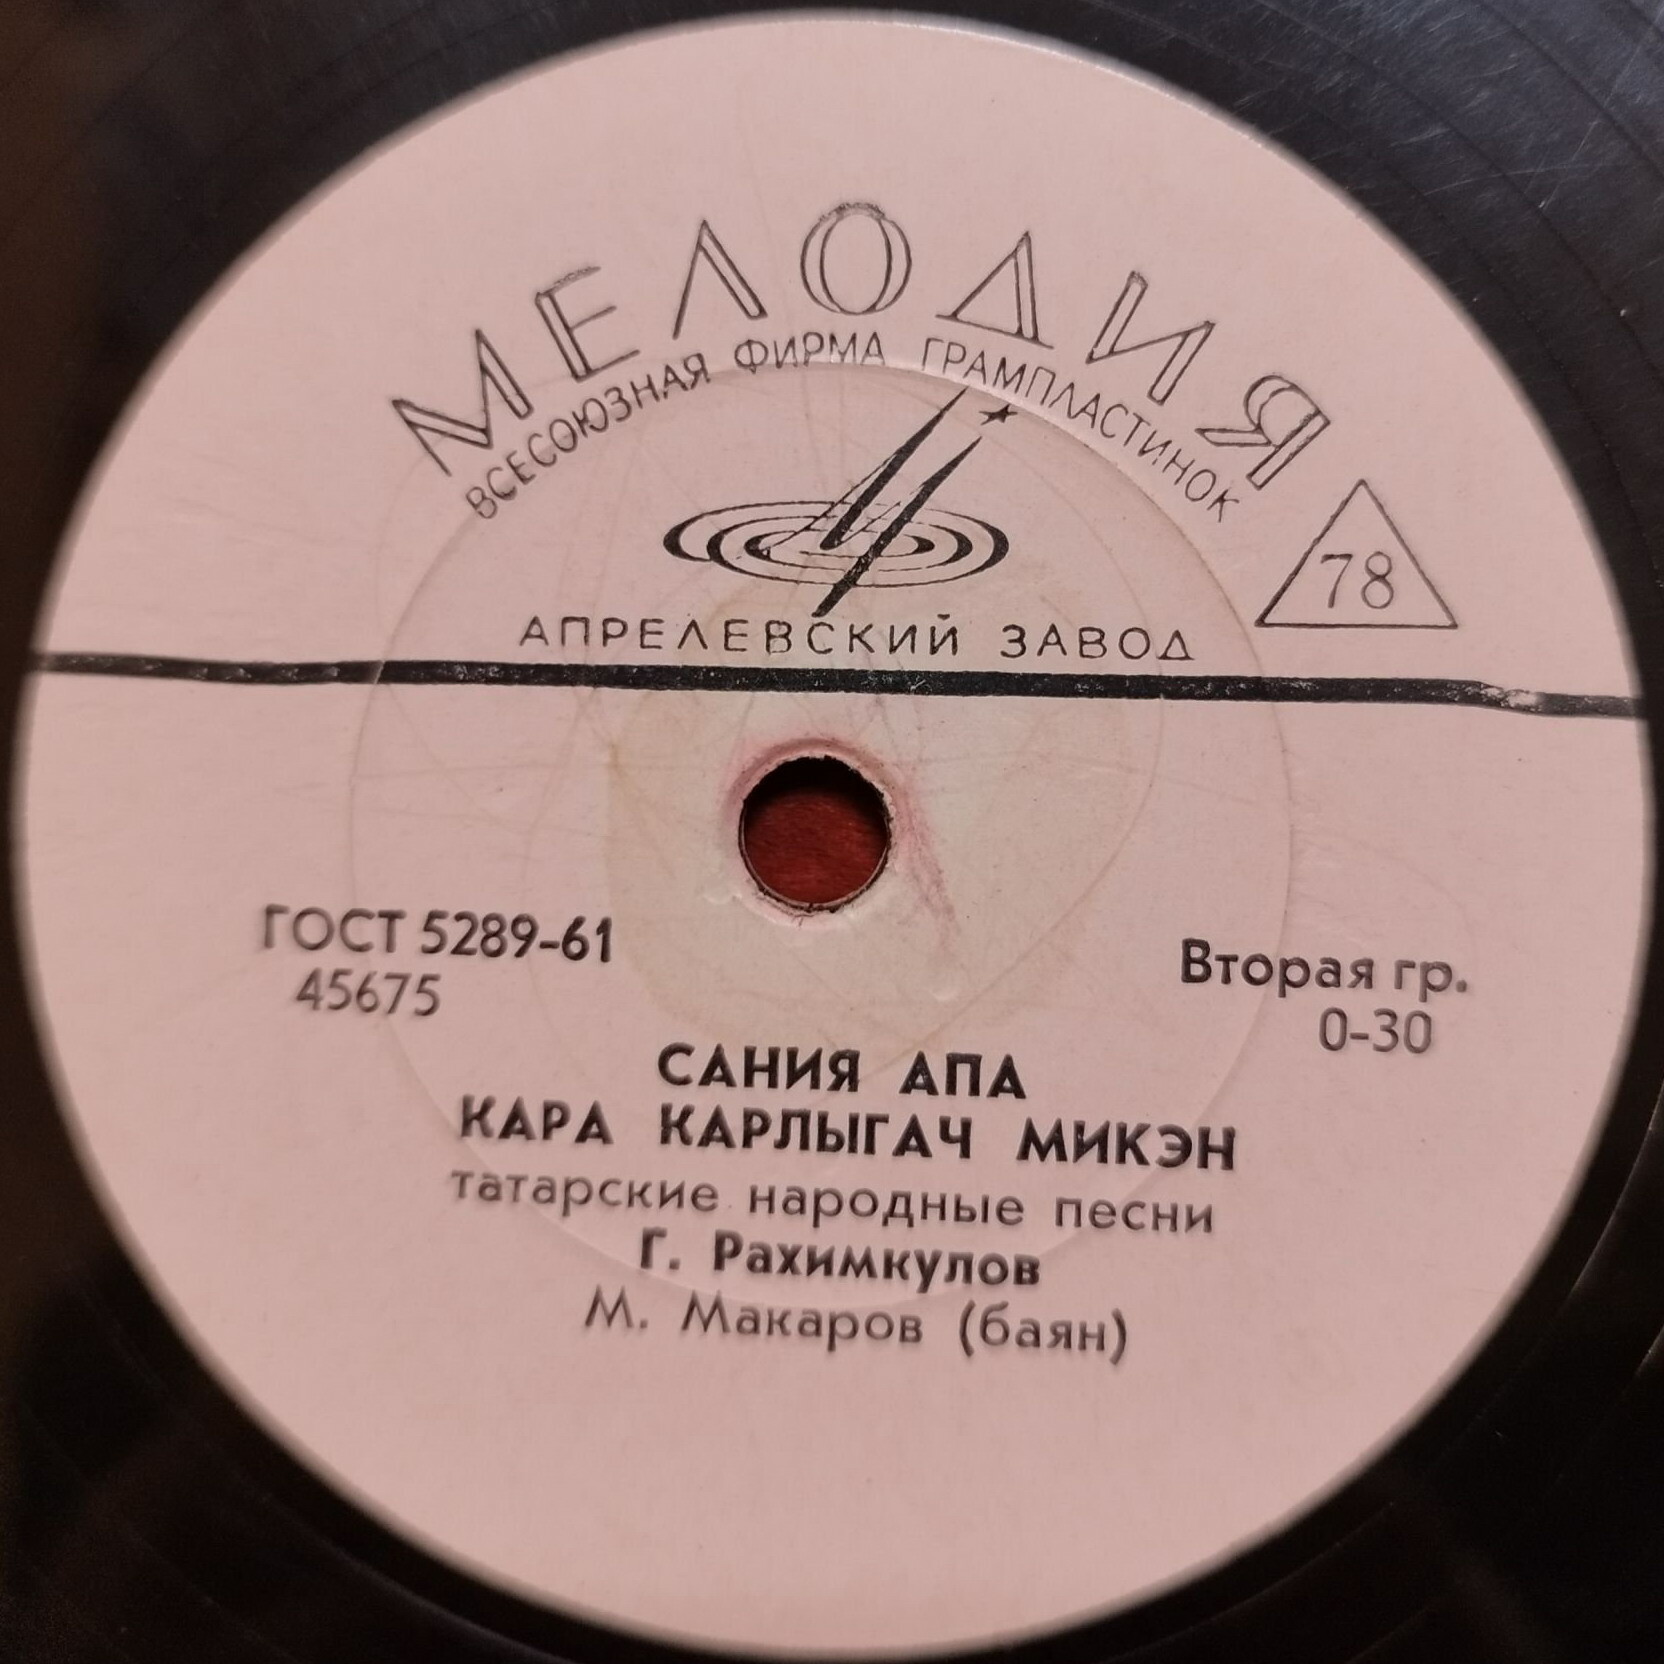 МЕЛОДИЯ
ВСЕСОЮЗНАЯ ФИРМА ГРАМПЛАСТИНОК
78
АПРЕЛЕВСКИЙ ЗАВОД
ГОСТ 5289-61
45675
Вторая гр.
0-30
САНИЯ АПА
КАРА КАРЛЫГАЧ МИКЭН
татарские народные песни
Г. Рахимкулов
М. Макаров (баян)